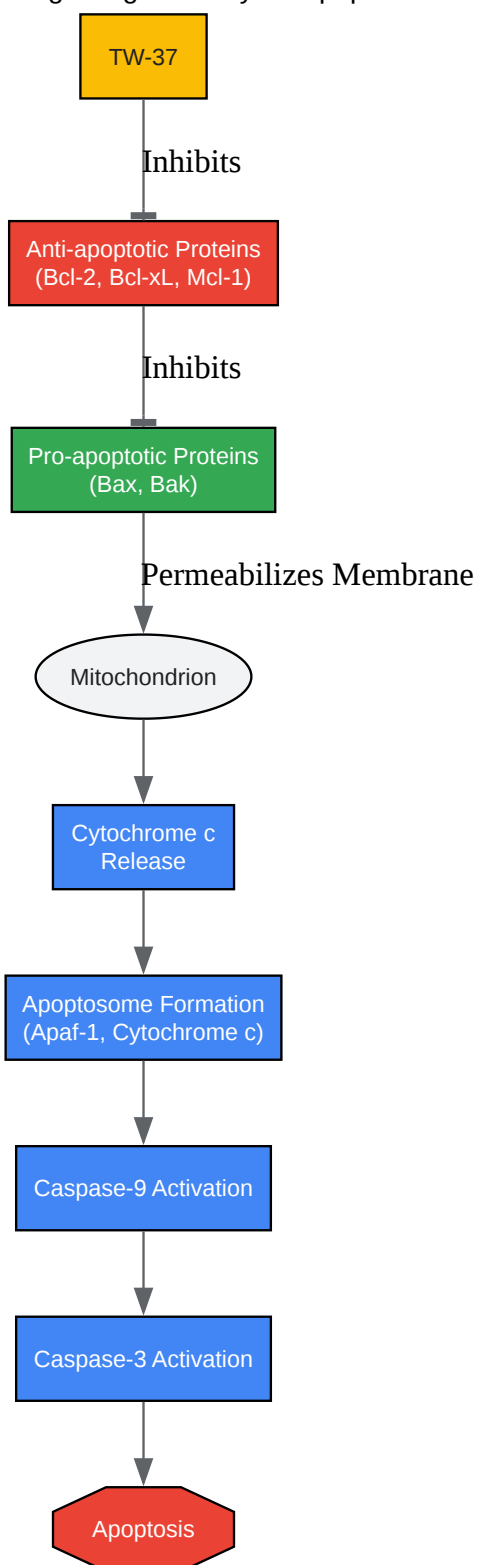 TW-37
Inhibits
Anti-apoptotic Proteins
(Bcl-2, Bcl-xL, Mcl-1)
Inhibits
Pro-apoptotic Proteins
(Bax, Bak)
Permeabilizes Membrane
Mitochondrion
Cytochrome c
Release
Apoptosome Formation
(Apaf-1, Cytochrome c)
Caspase-9 Activation
Caspase-3 Activation
Apoptosis